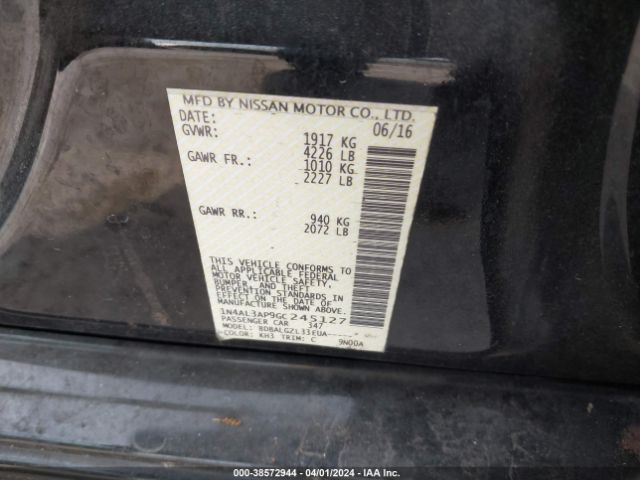 MFD BY NISSAN MOTOR CO., LTD.
DATE: 06/16
GVWR: 1917 KG
4226 LB
GAWR FR.: 1010 KG
2227 LB
GAWR RR.: 940 KG
2072 LB
THIS VEHICLE CONFORMS TO
ALL APPLICABLE FEDERAL
MOTOR VEHICLE SAFETY,
BUMPER, AND THEFT
PREVENTION STANDARDS IN
EFFECT ON THE DATE OF
MANUFACTURE SHOWN ABOVE.
1N4AL3AP9GC245127
PASSENGER CAR 347
MODEL: BDBALGZL33EUA
COLOR: KH3 TRIM: C 9N00A
000-38572944 / 04/01/2024 - IAA Inc.